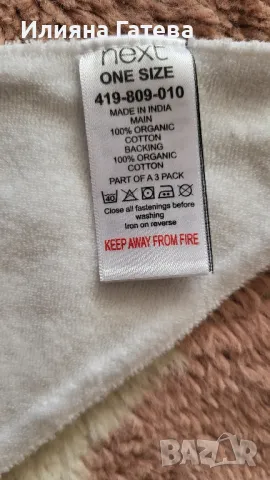 Илияна Гатева
next
ONE SIZE
419-809-010
MADE IN INDIA
MAIN
100% ORGANIC
COTTON
BACKING
100% ORGANIC
COTTON
PART OF A 3 PACK
40
Close all fastenings before
washing
Iron on reverse
KEEP AWAY FROM FIRE
BAZAR.BG